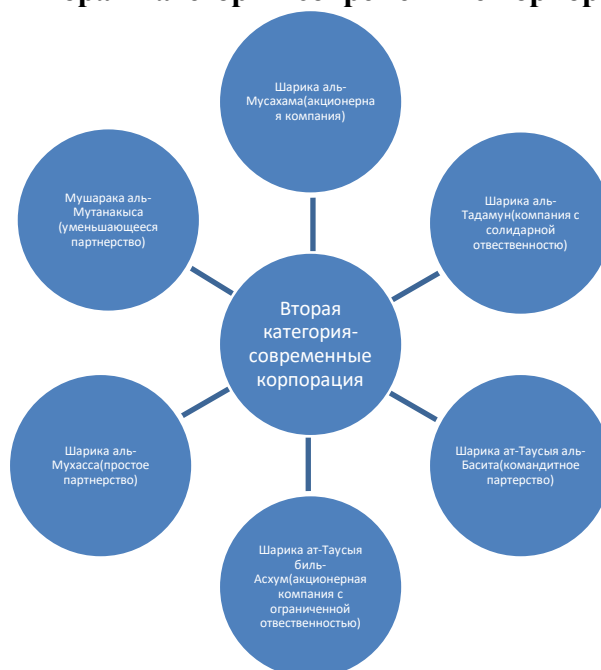 Шарика аль-
Мусахама(акционерна
я компания)
Шарика аль-
Тадамун(компания с
солидарной
отвественностю)
Мушарака аль-
Мутанакыса
(уменьшающееся
партнерство)
Вторая
категория-
современные
корпорация
Шарика аль-
Мухасса(простое
партнерство)
Шарика ат-Таусыя аль-
Басита(командитное
партерство)
Шарика ат-Таусыя
биль-
Асхум(акционерная
компания с
ограниченной
отвественностью)